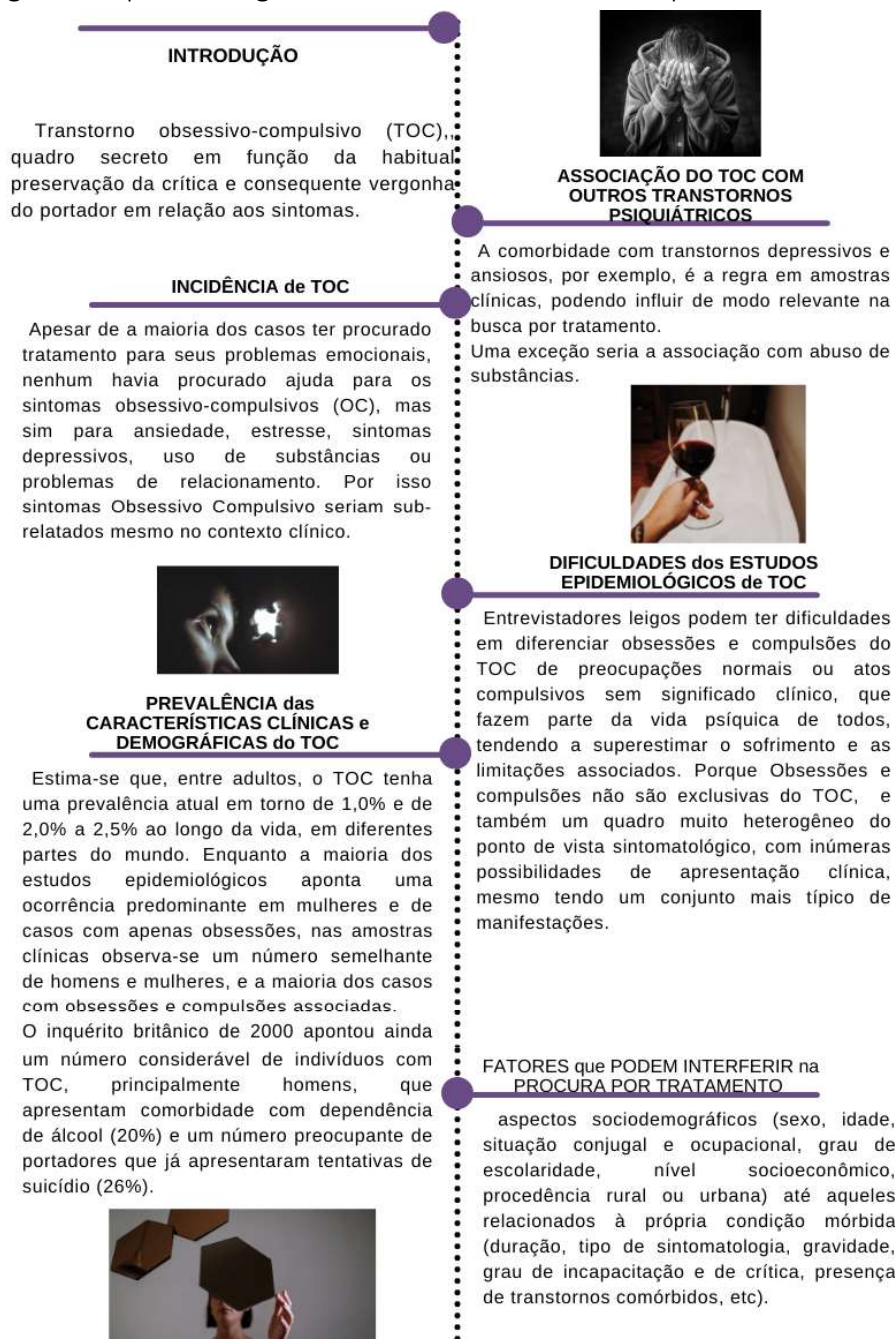 INTRODUÇÃO
Transtorno obsessivo-compulsivo (TOC),,
quadro secreto em função da habitual
preservação da crítica e consequente vergonha
do portador em relação aos sintomas.
ASSOCIAÇÃO DO TOC COM
OUTROS TRANSTORNOS
PSIQUIÁTRICOS
A comorbidade com transtornos depressivos e
ansiosos, por exemplo, é a regra em amostras
clínicas, podendo influir de modo relevante na
busca por tratamento.
Uma exceção seria a associação com abuso de
substâncias.
INCIDÊNCIA de TOC
Apesar de a maioria dos casos ter procurado
tratamento para seus problemas emocionais,
nenhum havia procurado ajuda para os
sintomas obsessivo-compulsivos (OC), mas
sim para ansiedade, estresse, sintomas
depressivos, uso de substâncias ou
problemas de relacionamento. Por isso
sintomas Obsessivo Compulsivo seriam sub-
relatados mesmo no contexto clínico.
DIFICULDADES dos ESTUDOS
EPIDEMIOLÓGICOS de TOC
Entrevistadores leigos podem ter dificuldades
em diferenciar obsessões e compulsões do
TOC de preocupações normais ou atos
compulsivos sem significado clínico, que
fazem parte da vida psíquica de todos,
tendendo a superestimar o sofrimento e as
limitações associados. Porque Obsessões e
compulsões não são exclusivas do TOC, e
também um quadro muito heterogêneo do
ponto de vista sintomatológico, com inúmeras
possibilidades de apresentação clínica,
mesmo tendo um conjunto mais típico de
manifestações.
PREVALÊNCIA das
CARACTERÍSTICAS CLÍNICAS e
DEMOGRÁFICAS do TOC
Estima-se que, entre adultos, o TOC tenha
uma prevalência atual em torno de 1,0% e de
2,0% a 2,5% ao longo da vida, em diferentes
partes do mundo. Enquanto a maioria dos
estudos epidemiológicos aponta uma
ocorrência predominante em mulheres e de
casos com apenas obsessões, nas amostras
clínicas observa-se um número semelhante
de homens e mulheres, e a maioria dos casos
com obsessões e compulsões associadas.
O inquérito britânico de 2000 apontou ainda
um número considerável de indivíduos com
TOC, principalmente homens, que
apresentam comorbidade com dependência
de álcool (20%) e um número preocupante de
portadores que já apresentaram tentativas de
suicídio (26%).
FATORES que PODEM INTERFERIR na
PROCURA POR TRATAMENTO
aspectos sociodemográficos (sexo, idade,
situação conjugal e ocupacional, grau de
escolaridade, nível socioeconômico,
procedência rural ou urbana) até aqueles
relacionados à própria condição mórbida
(duração, tipo de sintomatologia, gravidade,
grau de incapacitação e de crítica, presença
de transtornos comórbidos, etc).